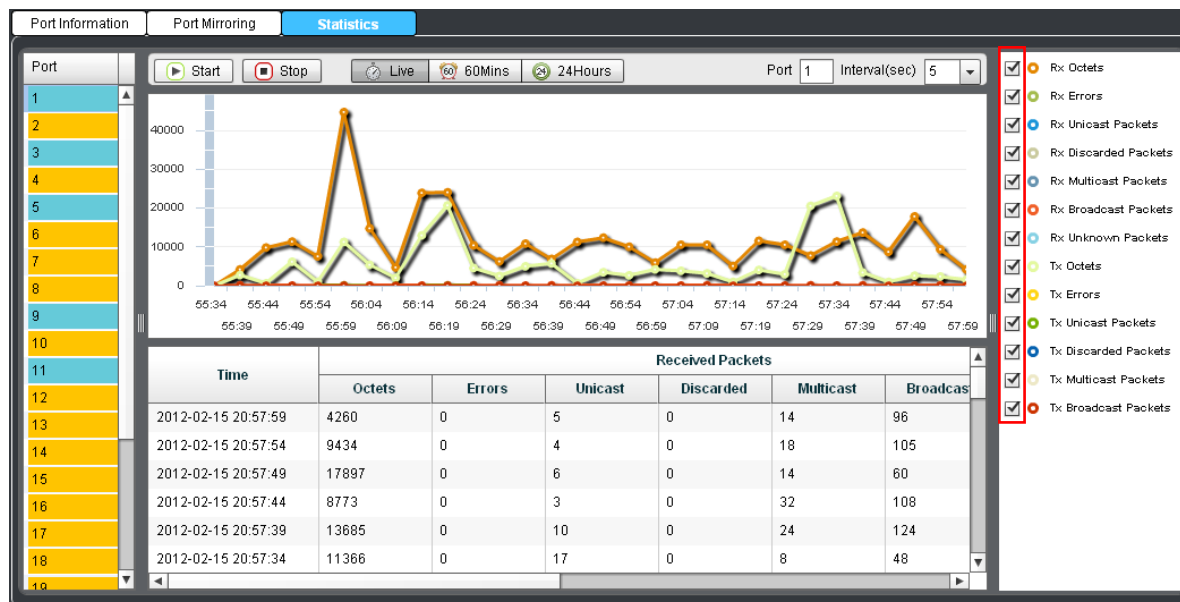 Port Information Port Mirroring Statistics
Port
1
2
3
4
5
6
7
8
9
10
11
12
13
14
15
16
17
18
19
Start Stop Live 60 60Mins 24 24Hours Port 1 Interval(sec) 5
40000
30000
20000
10000
0
55:34 55:44 55:54 56:04 56:14 56:24 56:34 56:44 56:54 57:04 57:14 57:24 57:34 57:44 57:54
55:39 55:49 55:59 56:09 56:19 56:29 56:39 56:49 56:59 57:09 57:19 57:29 57:39 57:49 57:59
Time Received Packets
Octets Errors Unicast Discarded Multicast Broadcas
2012-02-15 20:57:59 4260 0 5 0 14 96
2012-02-15 20:57:54 9434 0 4 0 18 105
2012-02-15 20:57:49 17897 0 6 0 14 60
2012-02-15 20:57:44 8773 0 3 0 32 108
2012-02-15 20:57:39 13685 0 10 0 24 124
2012-02-15 20:57:34 11366 0 17 0 8 48
Rx Octets
Rx Errors
Rx Unicast Packets
Rx Discarded Packets
Rx Multicast Packets
Rx Broadcast Packets
Rx Unknown Packets
Tx Octets
Tx Errors
Tx Unicast Packets
Tx Discarded Packets
Tx Multicast Packets
Tx Broadcast Packets